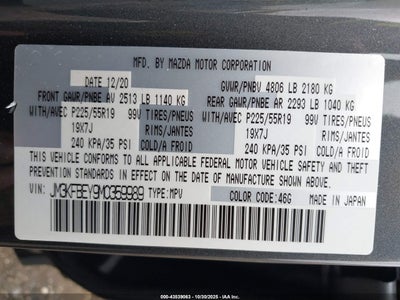 MFD. BY MAZDA MOTOR CORPORATION
12/20 GVWR/PNBV 4806 LB 2180 KG
FRONT GAWR/PNBE AV 2513 LB 1140 KG REAR GAWR/PNBE AR 2293 LB 1040 KG
WITH/AVEC P225/55R19 99V TIRES/PNEUS WITH/AVEC P225/55R19 99V TIRES/PNEUS
19X7J RIMS/JANTES 19X7J RIMS/JANTES
240 KPA/35 PSI COLD/A FROID 240 KPA/35 PSI COLD/A FROID
THIS VEHICLE CONFORMS TO ALL APPLICABLE FEDERAL MOTOR VEHICLE SAFETY,
BUMPER, AND THEFT PREVENTION STANDARDS IN EFFECT ON THE
DATE OF MANUFACTURE SHOWN ABOVE.
VIN: JM3KFBEY9M0359989 TYPE: MPV COLOR CODE: 46G
MADE IN JAPAN
#00-43539083 - 10/30/2025 - IAAI.COM